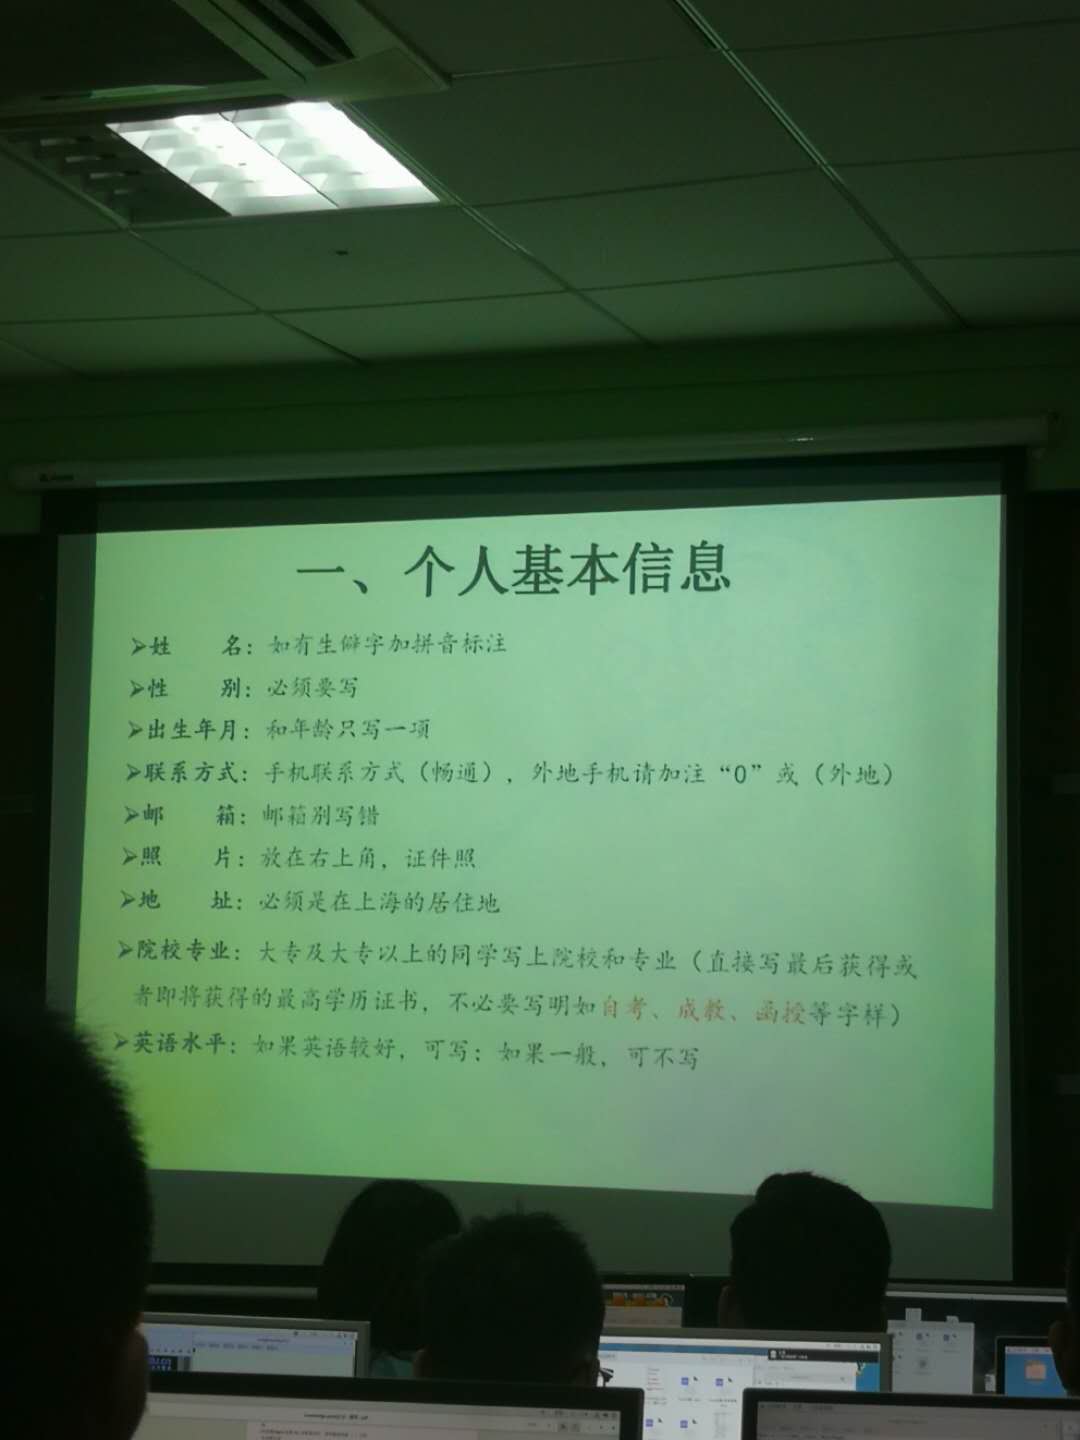 一、个人基本信息
➢姓　　名：如有生僻字加拼音标注
➢性　　别：必须要写
➢出生年月：和年龄只写一项
➢联系方式：手机联系方式（畅通），外地手机请加注“0”或（外地）
➢邮　　箱：邮箱别写错
➢照　　片：放在右上角，证件照
➢地　　址：必须是在上海的居住地
➢院校专业：大专及大专以上的同学写上院校和专业（直接写最后获得或
者即将获得的最高学历证书，不必要写明如自考、成教、函授等字样）
➢英语水平：如果英语较好，可写；如果一般，可不写